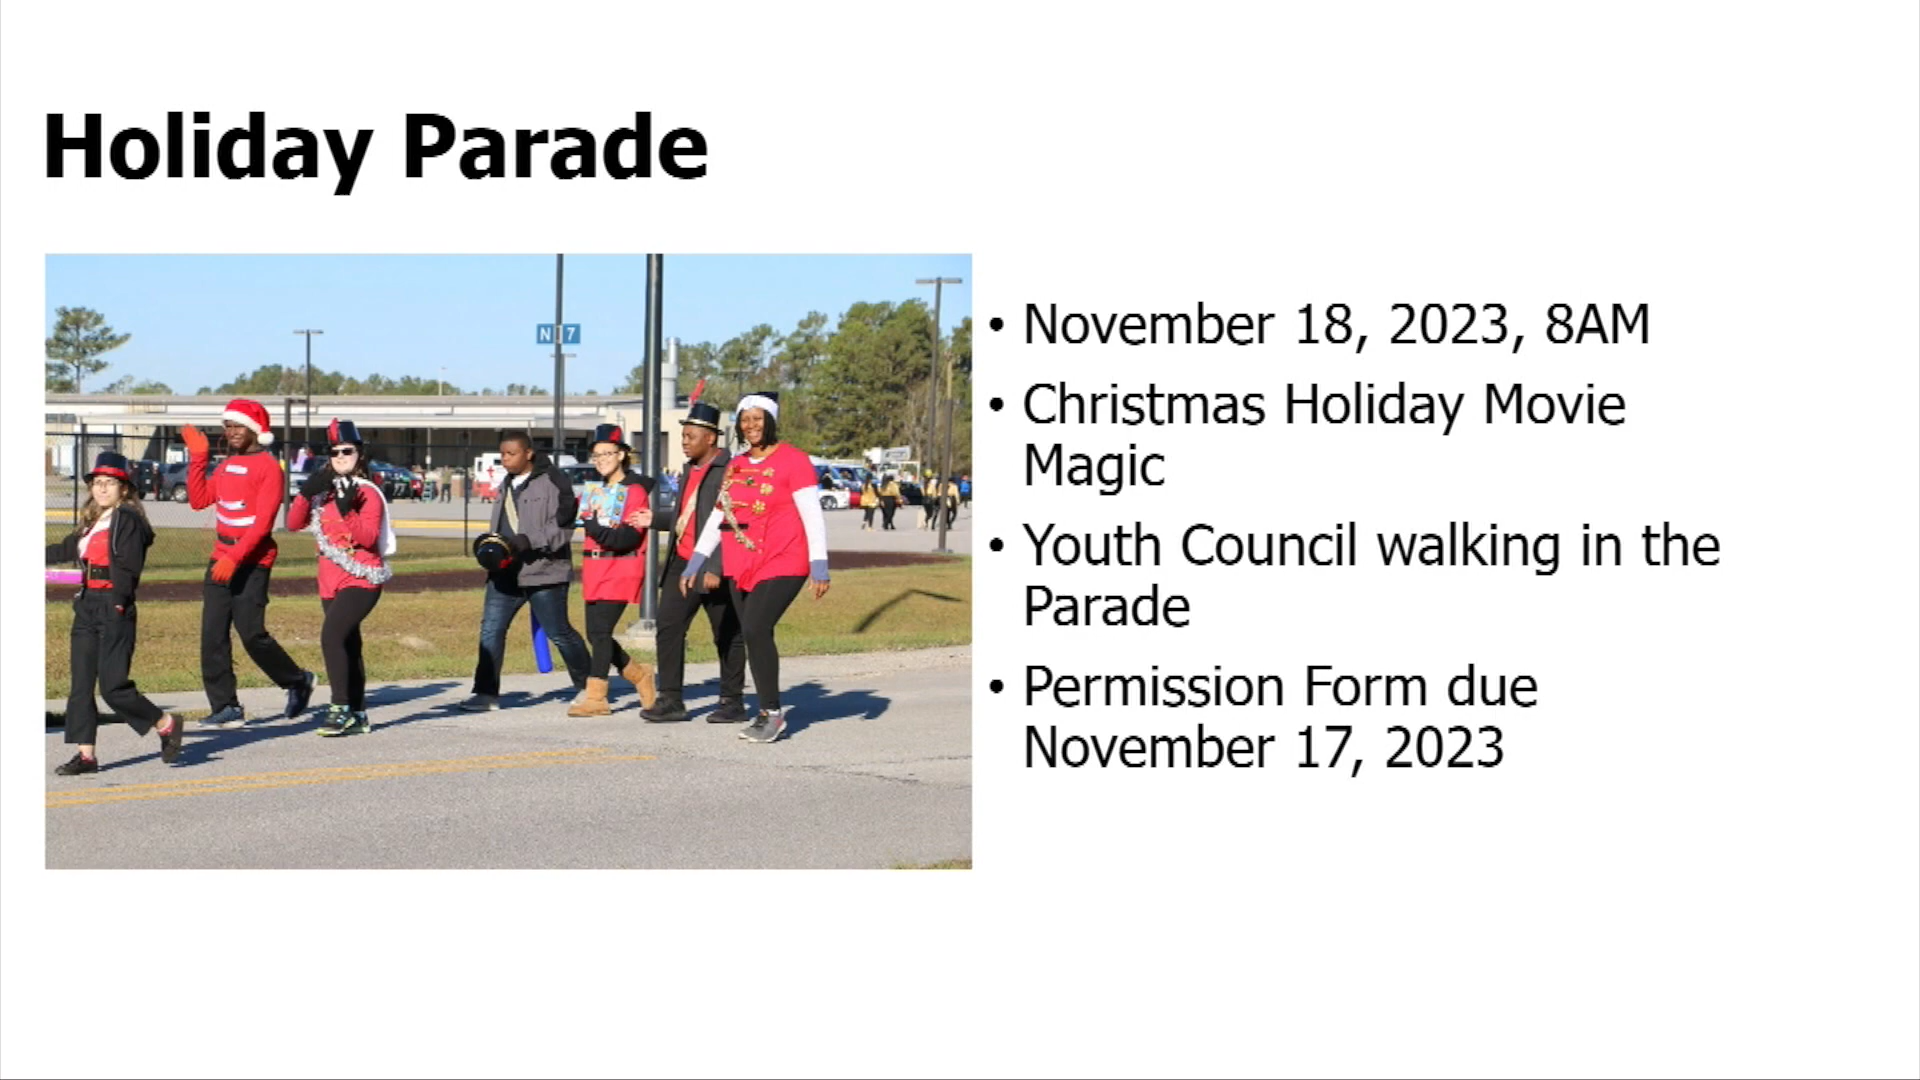 Holiday Parade
N 17
• November 18, 2023, 8AM
• Christmas Holiday Movie
Magic
• Youth Council walking in the
Parade
• Permission Form due
November 17, 2023